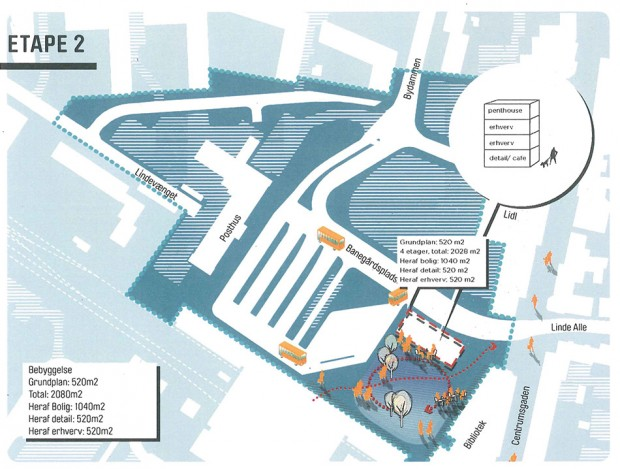 ETAPE 2
Bydammen
penthouse
erhverv
erhverv
detail/ cafe
Lindevænget
Posthus
Lidl
Banegårdsplads
Grundplan: 520 m2
4 etager, total: 2028 m2
Heraf bolig: 1040 m2
Heraf detail: 520 m2
Heraf erhverv: 520 m2
Linde Alle
Bebyggelse
Grundplan: 520m2
Total: 2080m2
Heraf Bolig: 1040m2
Heraf detail: 520m2
Heraf erhverv: 520m2
Bibliotek
Centrumsgaden